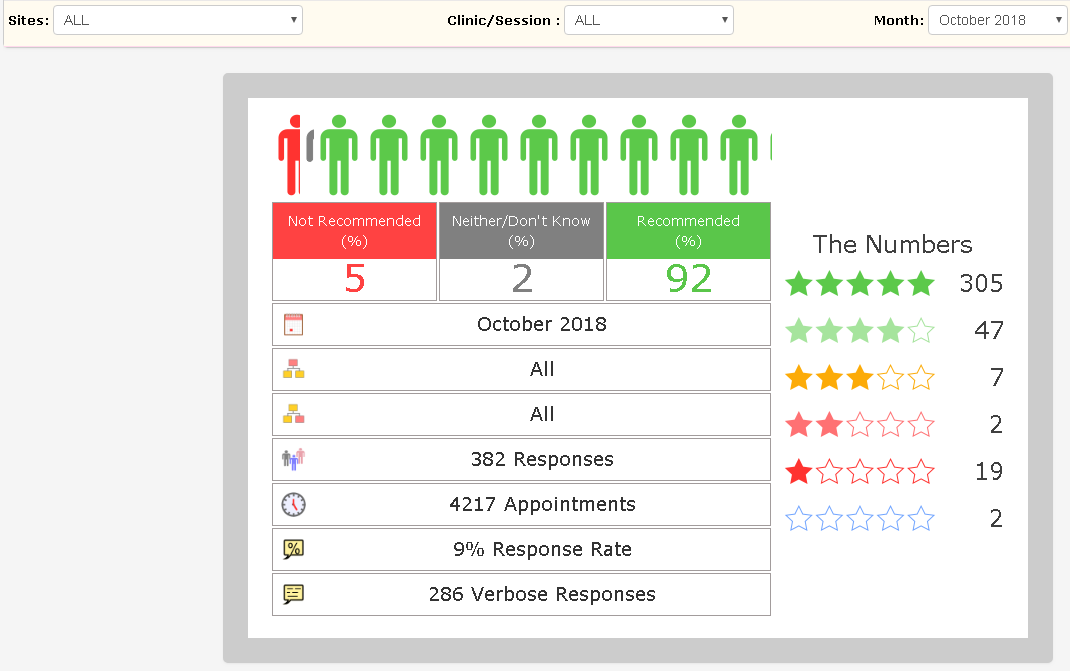 Sites: ALL Clinic/Session : ALL Month: October 2018
Not Recommended (%)
5
Neither/Don't Know (%)
2
Recommended (%)
92
October 2018
All
All
382 Responses
4217 Appointments
9% Response Rate
286 Verbose Responses
The Numbers
305
47
7
2
19
2